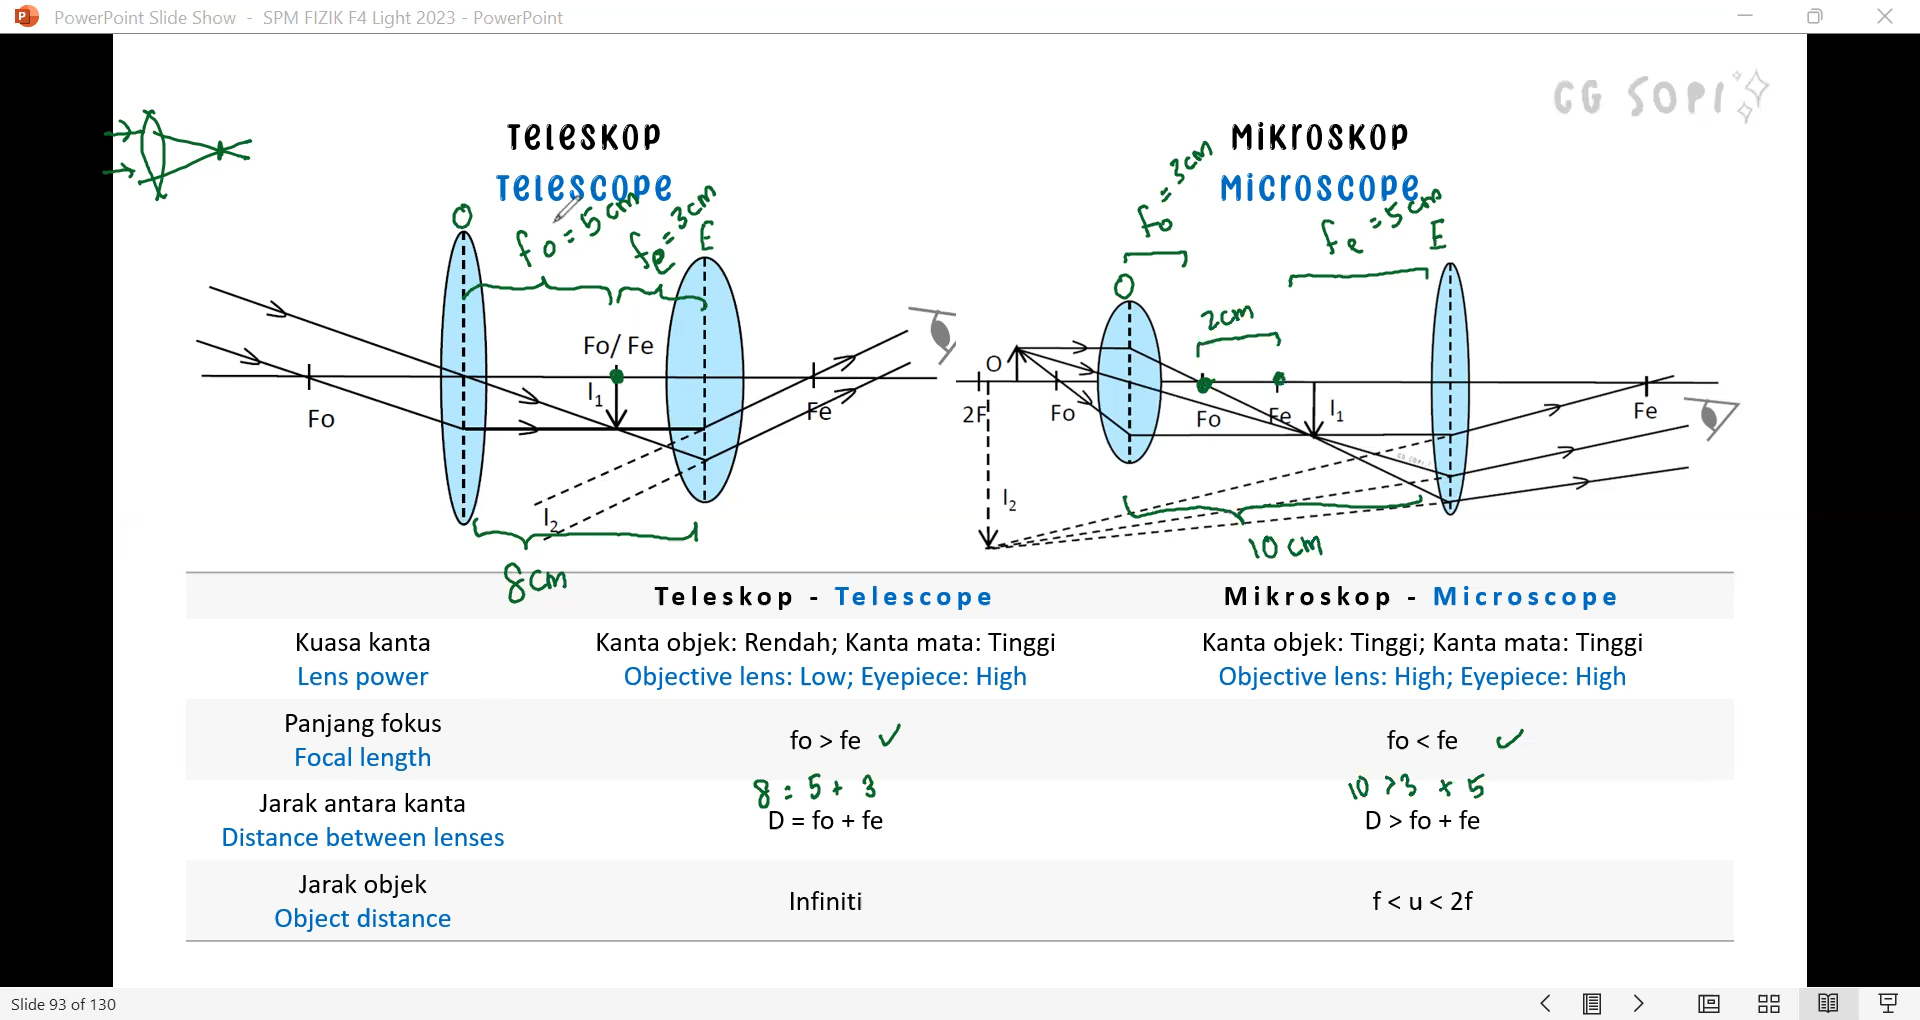 PowerPoint Slide Show - SPM FIZIK F4 Light 2023 - PowerPoint
CG SOPI
TELESKOP
TELESCOPE
fo = 5cm
fe = 3cm
O
E
Fo/ Fe
I1
Fo
Fe
I2
8cm
MIKROSKOP
MICROSCOPE
fo = 3cm
fe = 5cm
E
O
2cm
O
2F
Fo
Fo
Fe
I1
Fe
CG SOPI
I2
10 cm
Teleskop - Telescope
Mikroskop - Microscope
Kuasa kanta
Lens power
Kanta objek: Rendah; Kanta mata: Tinggi
Objective lens: Low; Eyepiece: High
Kanta objek: Tinggi; Kanta mata: Tinggi
Objective lens: High; Eyepiece: High
Panjang fokus
Focal length
fo > fe ✓
fo < fe ✓
Jarak antara kanta
Distance between lenses
8 = 5 + 3
D = fo + fe
10 > 3 + 5
D > fo + fe
Jarak objek
Object distance
Infiniti
f < u < 2f
Slide 93 of 130